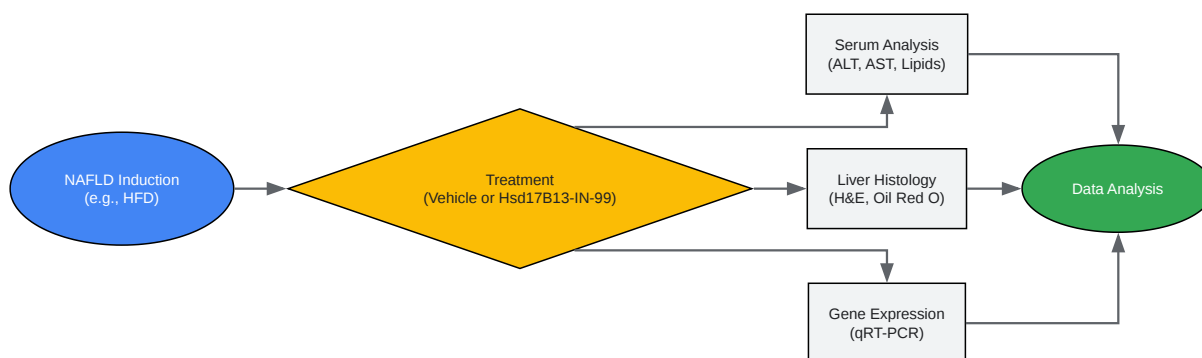 NAFLD Induction
(e.g., HFD)
Treatment
(Vehicle or Hsd17B13-IN-99)
Serum Analysis
(ALT, AST, Lipids)
Liver Histology
(H&E, Oil Red O)
Gene Expression
(qRT-PCR)
Data Analysis